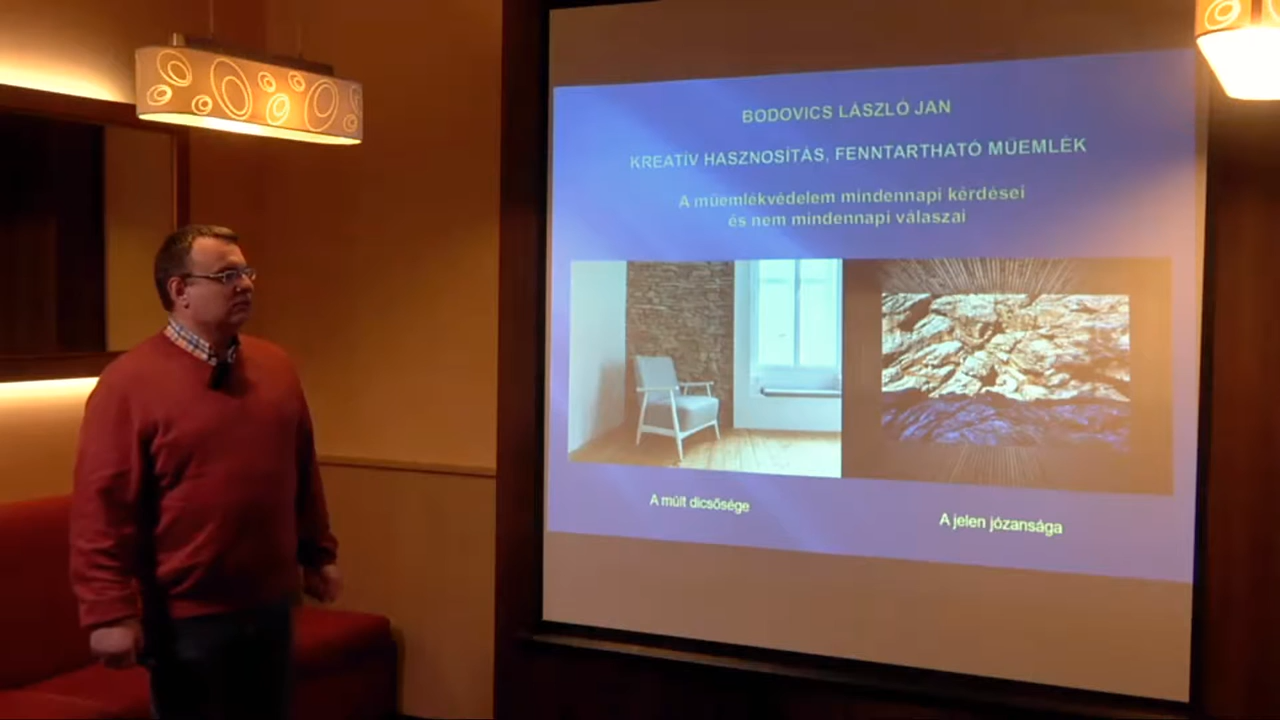 BODOVICS LÁSZLÓ JAN
KREATÍV HASZNOSÍTÁS, FENNTARTHATÓ MŰEMLÉK
A műemlékvédelem mindennapi kérdései
és nem mindennapi válaszai
A múlt dicsősége
A jelen józansága